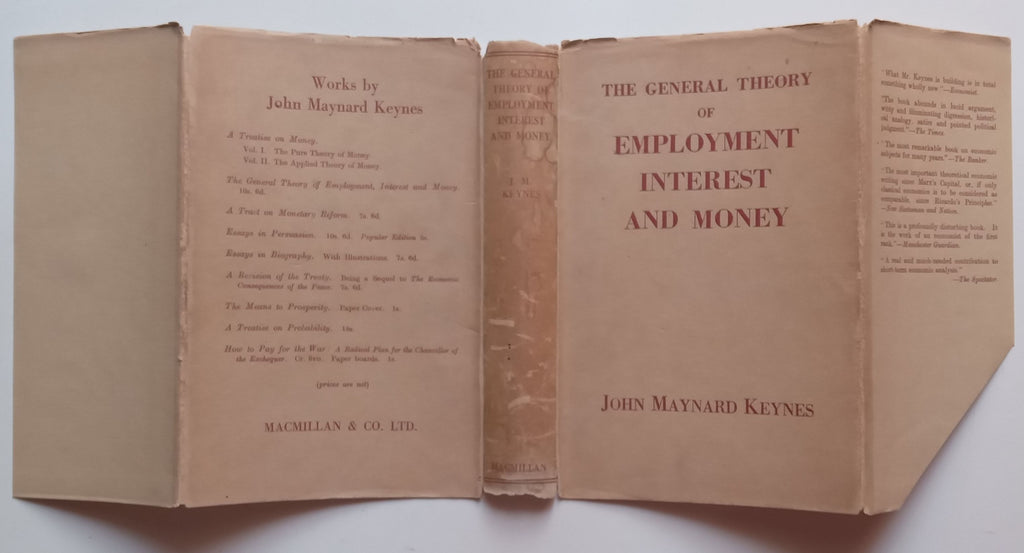 Works by
John Maynard Keynes
A Treatise on Money.
Vol. I. The Pure Theory of Money.
Vol. II. The Applied Theory of Money.
The General Theory of Employment, Interest and Money.
10s. 6d.
A Tract on Monetary Reform. 7s. 6d.
Essays in Persuasion. 10s. 6d. Popular Edition 5s.
Essays in Biography. With Illustrations. 7s. 6d.
A Revision of the Treaty. Being a Sequel to The Economic
Consequences of the Peace. 7s. 6d.
The Means to Prosperity. Paper Cover. 1s.
A Treatise on Probability. 18s.
How to Pay for the War: A Radical Plan for the Chancellor of
the Exchequer. Cr. 8vo. Paper boards. 1s.
(prices are net)
MACMILLAN & CO. LTD.
THE GENERAL
THEORY OF
EMPLOYMENT
INTEREST
AND MONEY
J. M.
KEYNES
MACMILLAN
THE GENERAL THEORY
OF
EMPLOYMENT
INTEREST
AND MONEY
JOHN MAYNARD KEYNES
"What Mr. Keynes is building is in total
something wholly new."—Economist.
"The book abounds in lucid argument,
witty and illuminating digression, histori-
cal analogy, satire and pointed political
judgment."—The Times.
"The most remarkable book on economic
subjects for many years."—The Banker.
"The most important theoretical economic
writing since Marx's Capital, or, if only
classical economics is to be considered as
comparable, since Ricardo's Principles."
—New Statesman and Nation.
"This is a profoundly disturbing book. It
is the work of an economist of the first
rank."—Manchester Guardian.
"A real and much-needed contribution to
short-term economic analysis."
—The Spectator.